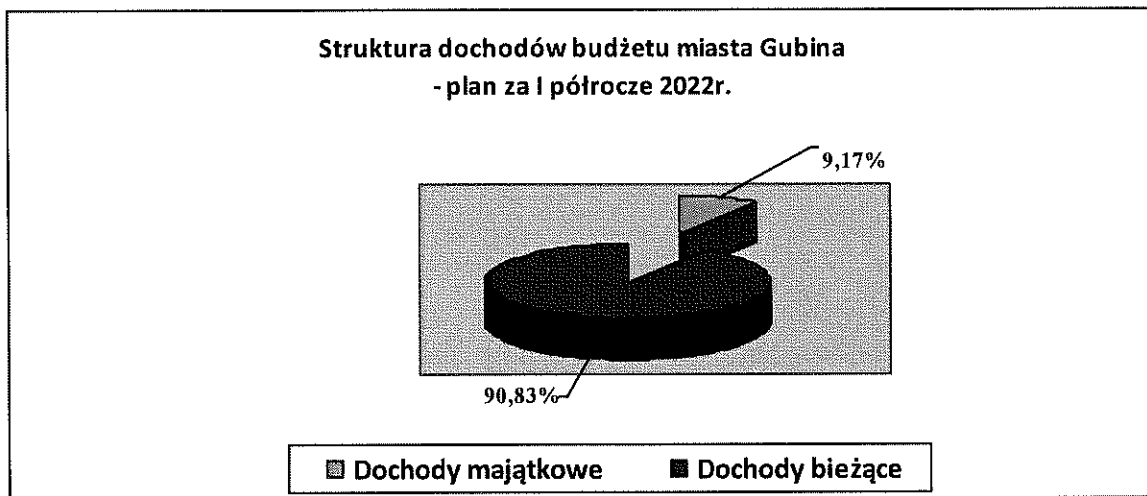 Struktura dochodów budżetu miasta Gubina
- plan za I półrocze 2022r.
9,17%
90,83%
Dochody majątkowe
Dochody bieżące